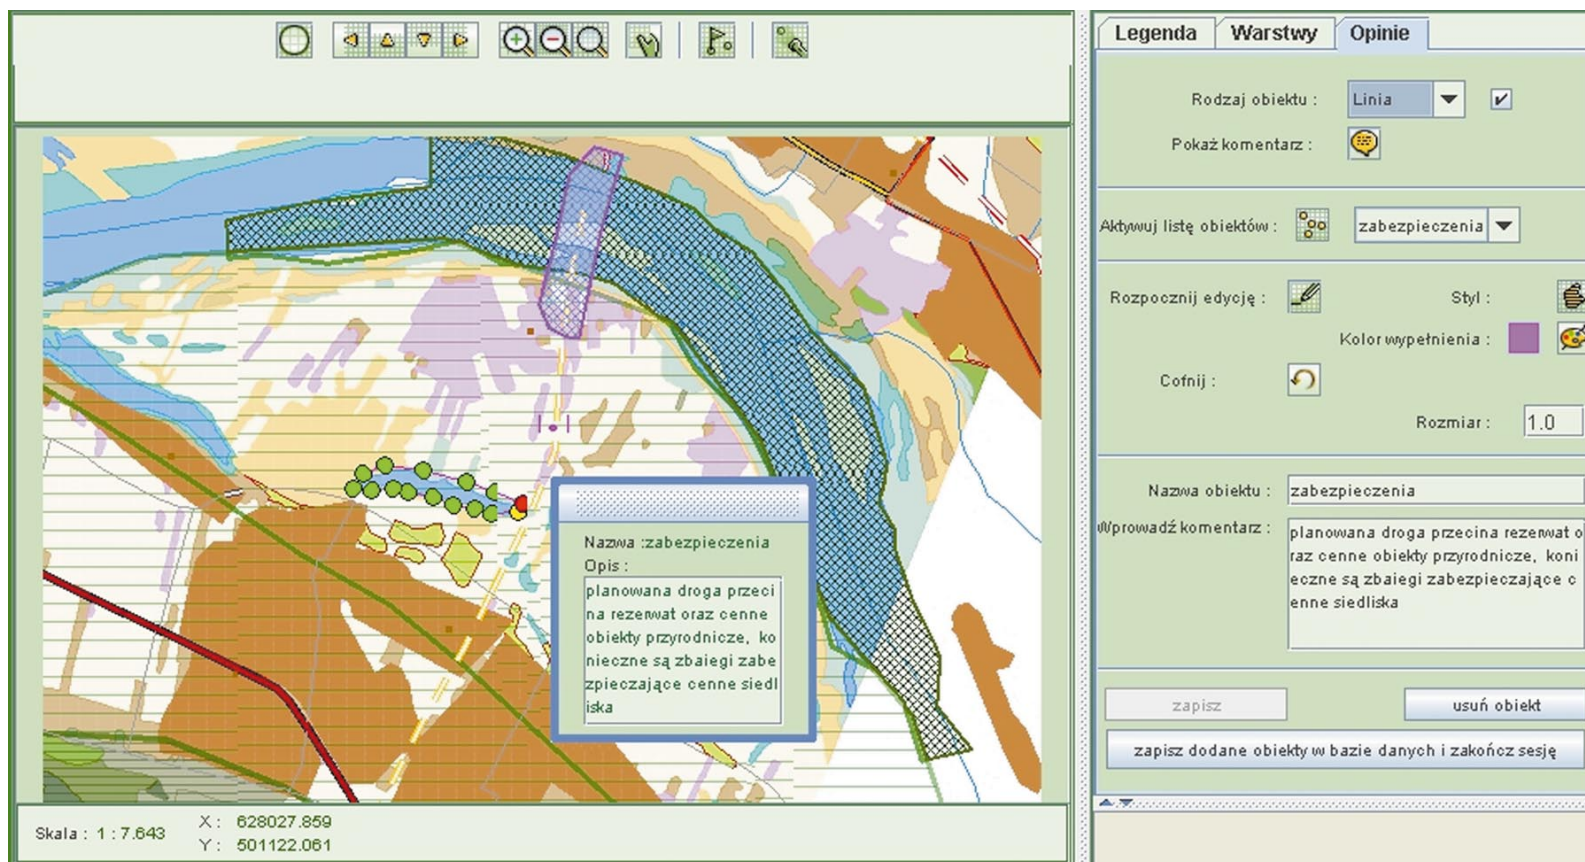 Legenda Warstwy Opinie
Rodzaj obiektu : Linia
Pokaż komentarz :
Aktywuj listę obiektów : zabezpieczenia
Rozpocznij edycję : Styl :
Kolor wypełnienia :
Cofnij :
Rozmiar : 1.0
Nazwa obiektu : zabezpieczenia
Wprowadź komentarz : planowana droga przecina rezerwat o
raz cenne obiekty przyrodnicze, koni
eczne są zbaiegi zabezpieczające c
enne siedliska
zapisz usuń obiekt
zapisz dodane obiekty w bazie danych i zakończ sesję
Nazwa :zabezpieczenia
Opis :
planowana droga przeci
na rezerwat oraz cenne
obiekty przyrodnicze, ko
nieczne są zbaiegi zabe
zpieczające cenne siedl
iska
Skala : 1 : 7.643
X : 628027.859
Y : 501122.061